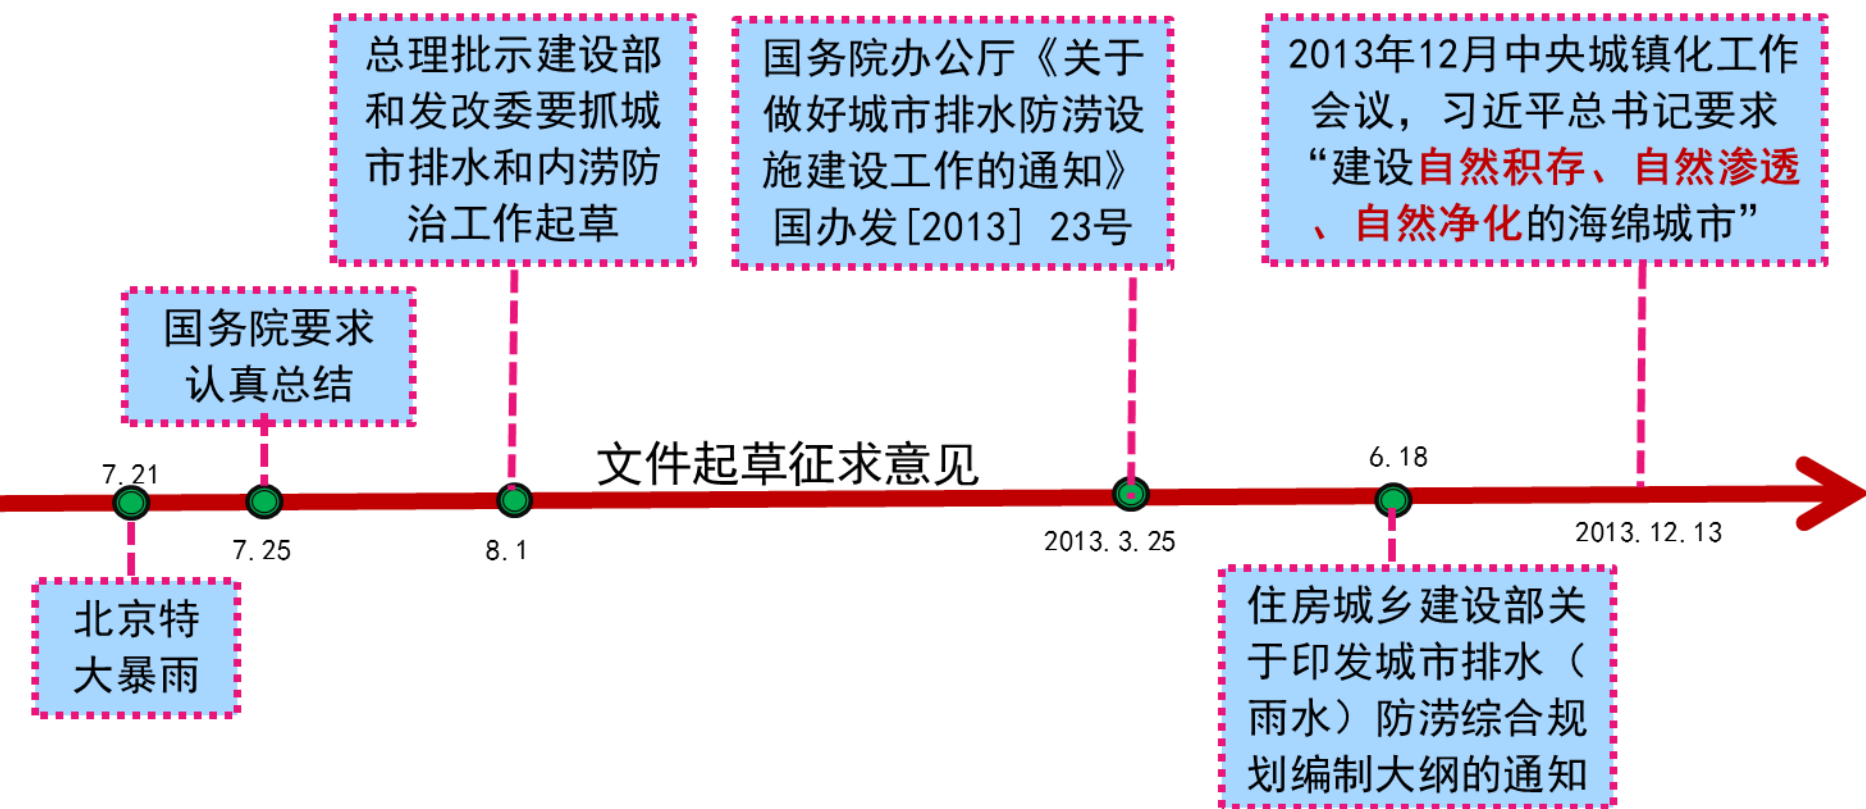 总理批示建设部
和发改委要抓城
市排水和内涝防
治工作起草
国务院办公厅《关于
做好城市排水防涝设
施建设工作的通知》
国办发[2013] 23号
2013年12月中央城镇化工作
会议，习近平总书记要求
“建设自然积存、自然渗透
、自然净化的海绵城市”
国务院要求
认真总结
文件起草征求意见
7.21
7.25
8.1
2013.3.25
6.18
2013.12.13
北京特
大暴雨
住房城乡建设部关
于印发城市排水（
雨水）防涝综合规
划编制大纲的通知